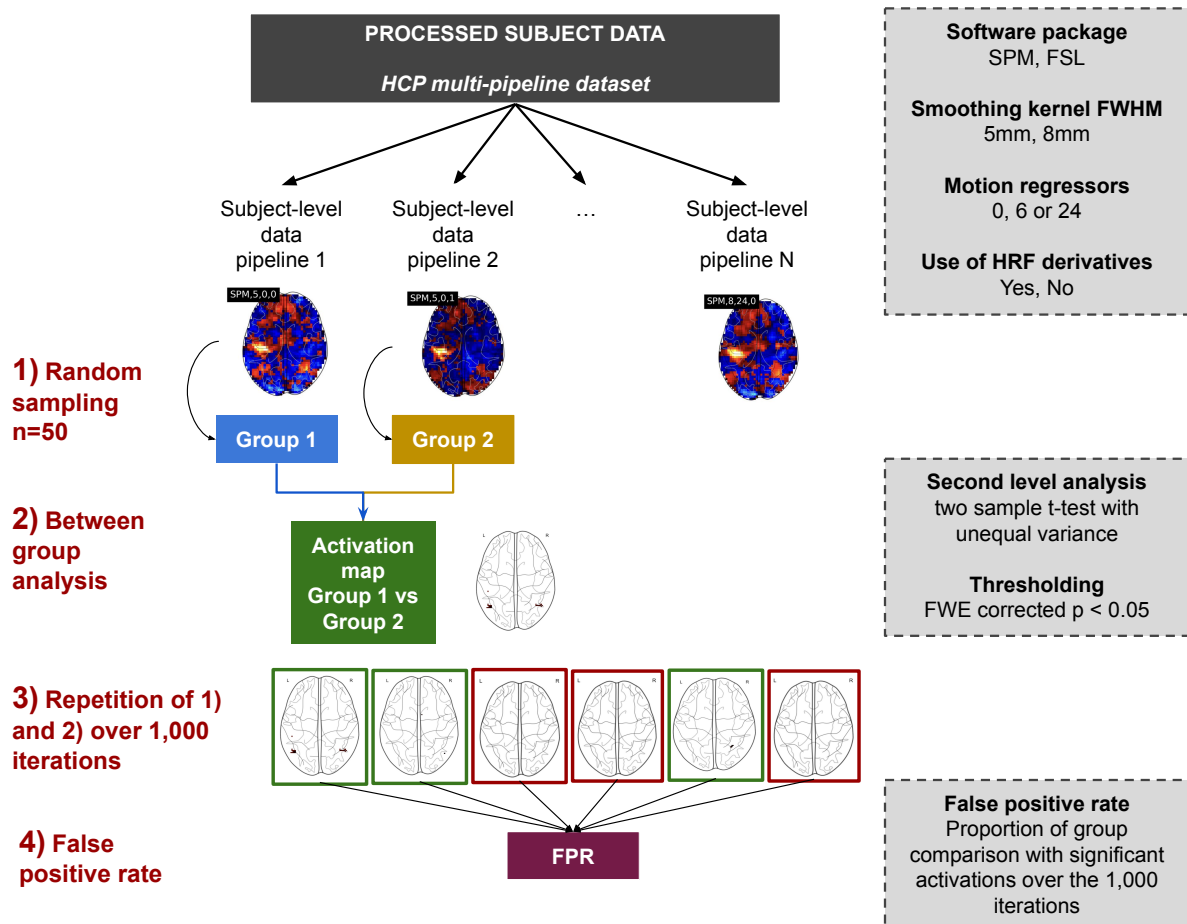 PROCESSED SUBJECT DATA
HCP multi-pipeline dataset
Software package
SPM, FSL
Smoothing kernel FWHM
5mm, 8mm
Motion regressors
0, 6 or 24
Use of HRF derivatives
Yes, No
Subject-level
data
pipeline 1
Subject-level
data
pipeline 2
…
Subject-level
data
pipeline N
SPM,5,0,0
SPM,5,0,1
SPM,8,24,0
1) Random
sampling
n=50
Group 1
Group 2
2) Between
group
analysis
Activation
map
Group 1 vs
Group 2
L R
Second level analysis
two sample t-test with
unequal variance
Thresholding
FWE corrected p < 0.05
3) Repetition of 1)
and 2) over 1,000
iterations
L R
L R
L R
L R
L R
L R
4) False
positive rate
FPR
False positive rate
Proportion of group
comparison with significant
activations over the 1,000
iterations